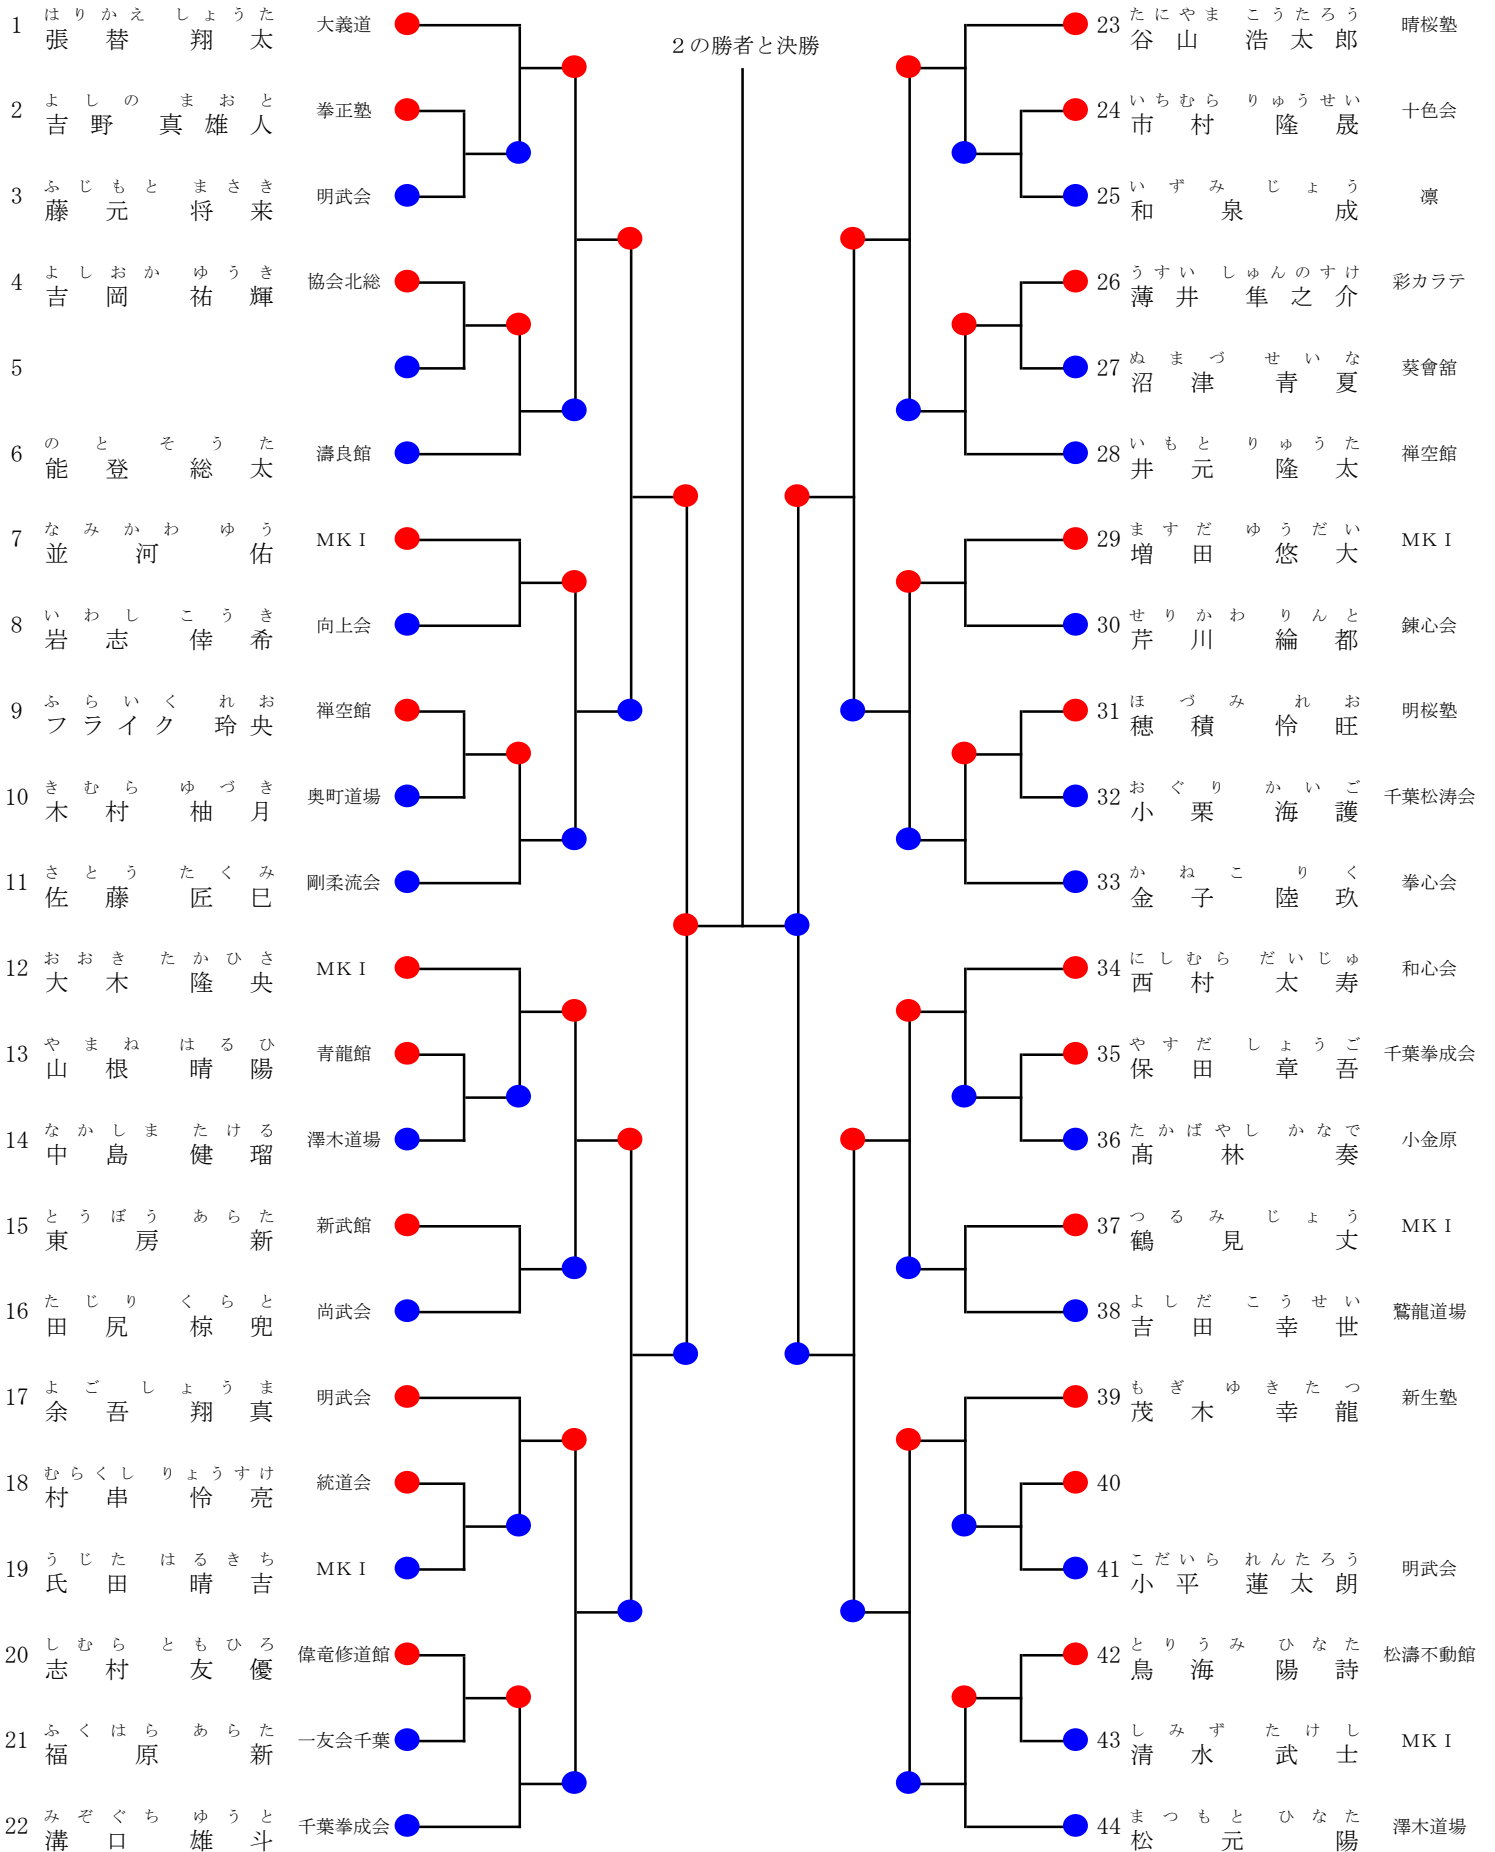 ２の勝者と決勝
はりかえ しょうた
1 張替 翔太 大義道
よしの まおと
2 吉野 真雄人 拳正塾
ふじもと まさき
3 藤元 将来 明武会
よしおか ゆうき
4 吉岡 祐輝 協会北総
5
のと そうた
6 能登 総太 濤良館
なみかわ ゆう
7 並河 佑 ＭＫＩ
いわし こうき
8 岩志 倖希 向上会
ふらいく れお
9 フライク 玲央 禅空館
きむら ゆづき
10 木村 柚月 奥町道場
さとう たくみ
11 佐藤 匠巳 剛柔流会
おおき たかひさ
12 大木 隆央 ＭＫＩ
やまね はるひ
13 山根 晴陽 青龍館
なかしま たける
14 中島 健瑠 澤木道場
とうぼう あらた
15 東房 新 新武館
たじり くらと
16 田尻 椋兜 尚武会
よご しょうま
17 余吾 翔真 明武会
むらくし りょうすけ
18 村串 怜亮 統道会
うじた はるきち
19 氏田 晴吉 ＭＫＩ
しむら ともひろ
20 志村 友優 偉竜修道館
ふくはら あらた
21 福原 新 一友会千葉
みぞぐち ゆうと
22 溝口 雄斗 千葉拳成会
たにやま こうたろう
23 谷山 浩太郎 晴桜塾
いちむら りゅうせい
24 市村 隆晟 十色会
いずみ じょう
25 和泉 成 凛
うすい しゅんのすけ
26 薄井 隼之介 彩カラテ
ぬまづ せいな
27 沼津 青夏 葵會舘
いもと りゅうた
28 井元 隆太 禅空館
ますだ ゆうだい
29 増田 悠大 ＭＫＩ
せりかわ りんと
30 芹川 綸都 錬心会
ほづみ れお
31 穂積 怜旺 明桜塾
おぐり かいご
32 小栗 海護 千葉松涛会
かねこ りく
33 金子 陸玖 拳心会
にしむら だいじゅ
34 西村 太寿 和心会
やすだ しょうご
35 保田 章吾 千葉拳成会
たかばやし かなで
36 髙林 奏 小金原
つるみ じょう
37 鶴見 丈 ＭＫＩ
よしだ こうせい
38 吉田 幸世 鷲龍道場
もぎ ゆきたつ
39 茂木 幸龍 新生塾
40
こだいら れんたろう
41 小平 蓮太朗 明武会
とりうみ ひなた
42 鳥海 陽詩 松濤不動館
しみず たけし
43 清水 武士 ＭＫＩ
まつもと ひなた
44 松元 陽 澤木道場